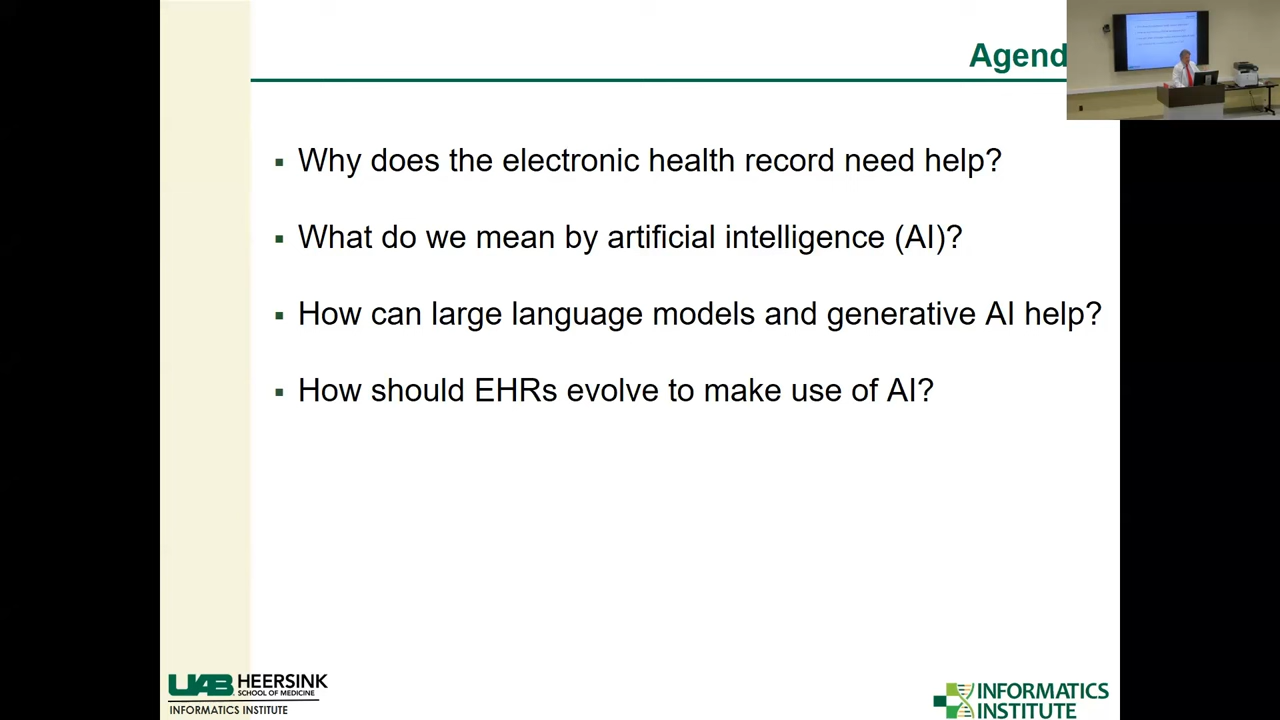 Agend
▪ Why does the electronic health record need help?
▪ What do we mean by artificial intelligence (AI)?
▪ How can large language models and generative AI help?
▪ How should EHRs evolve to make use of AI?
UAB HEERSINK
SCHOOL OF MEDICINE
INFORMATICS INSTITUTE
INFORMATICS
INSTITUTE